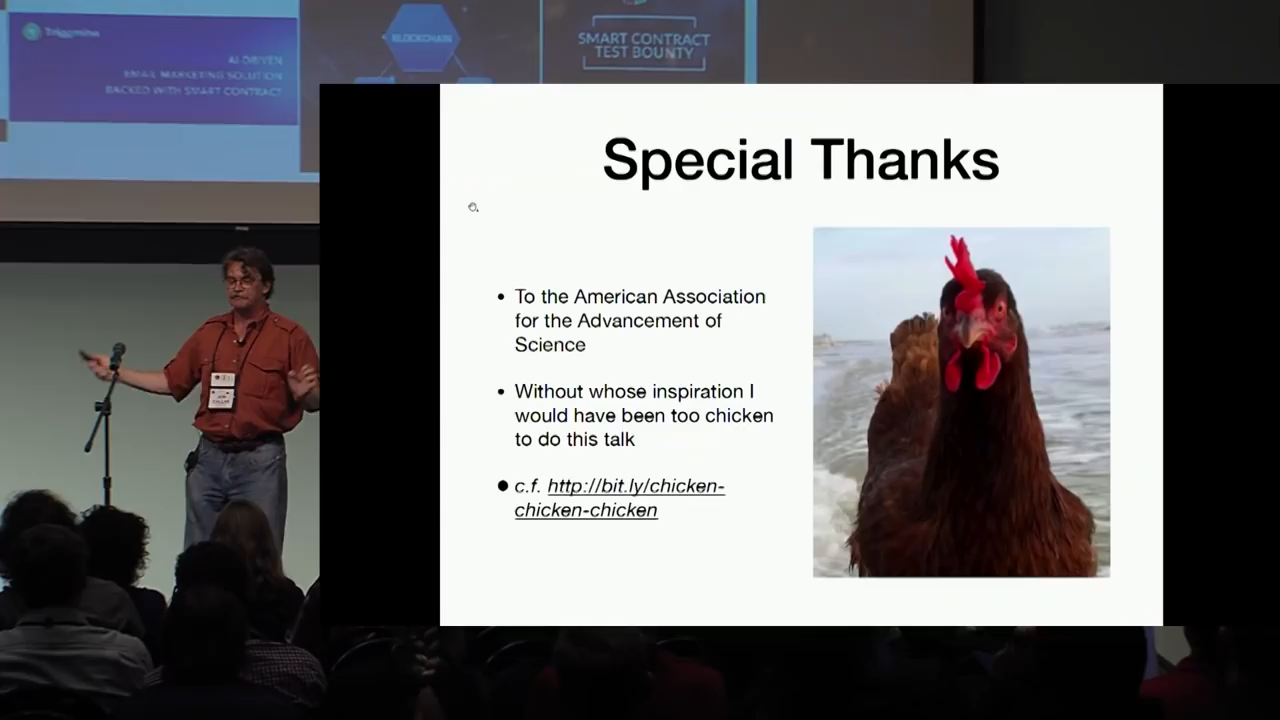 AI-DRIVEN
EMAIL MARKETING SOLUTION
BACKED WITH SMART CONTRACT
BLOCKCHAIN
SMART CONTRACT
TEST BOUNTY
Special Thanks
• To the American Association
for the Advancement of
Science
• Without whose inspiration I
would have been too chicken
to do this talk
• c.f. http://bit.ly/chicken-
chicken-chicken